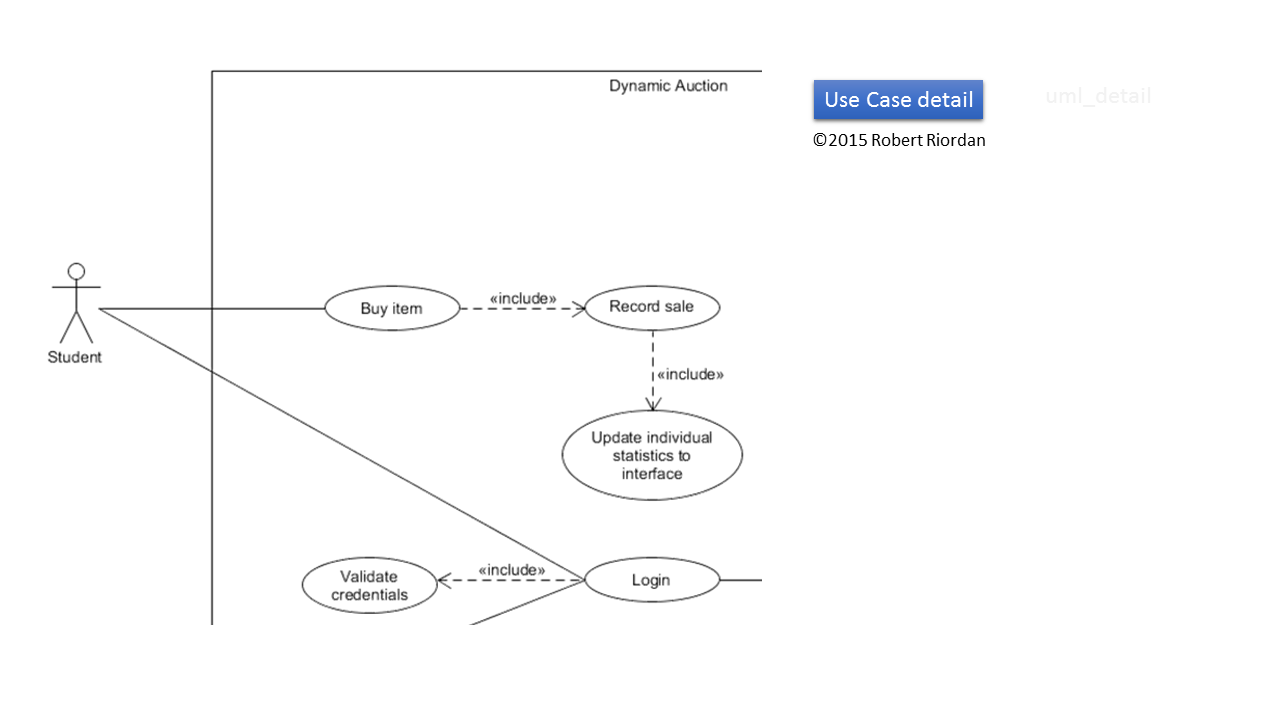 Dynamic Auction
Use Case detail
uml_detail
©2015 Robert Riordan
«include»
Buy item
Record sale
Student
«include»
Update individual
statistics to
interface
«include»
Validate
credentials
Login